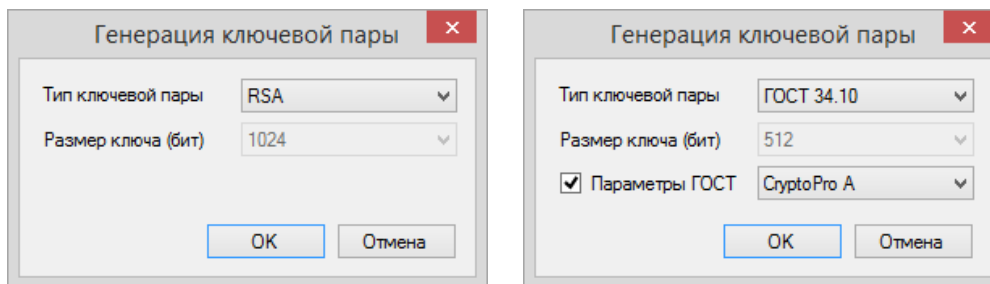 Генерация ключевой пары
Тип ключевой пары RSA
Размер ключа (бит) 1024
OK Отмена
Генерация ключевой пары
Тип ключевой пары ГОСТ 34.10
Размер ключа (бит) 512
Параметры ГОСТ CryptoPro A
OK Отмена